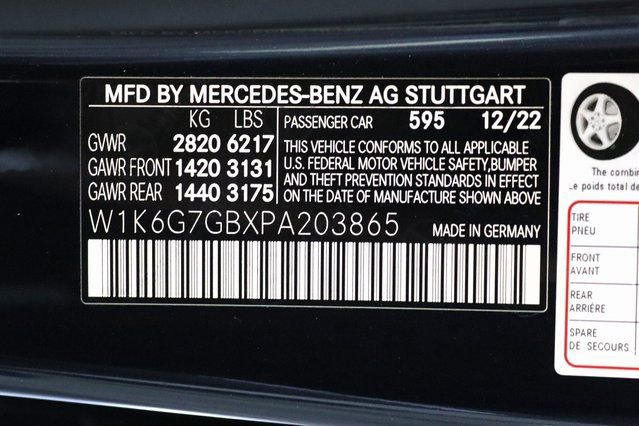 MFD BY MERCEDES-BENZ AG STUTTGART
KG LBS
GVWR 2820 6217
GAWR FRONT 1420 3131
GAWR REAR 1440 3175
PASSENGER CAR 595 12/22
THIS VEHICLE CONFORMS TO ALL APPLICABLE
U.S. FEDERAL MOTOR VEHICLE SAFETY, BUMPER
AND THEFT PREVENTION STANDARDS IN EFFECT
ON THE DATE OF MANUFACTURE SHOWN ABOVE
W1K6G7GBXPA203865 MADE IN GERMANY
The
poids total
TIRE
PNEU
FRONT
AVANT
REAR
ARRIÈRE
SPARE
DE SECOURS